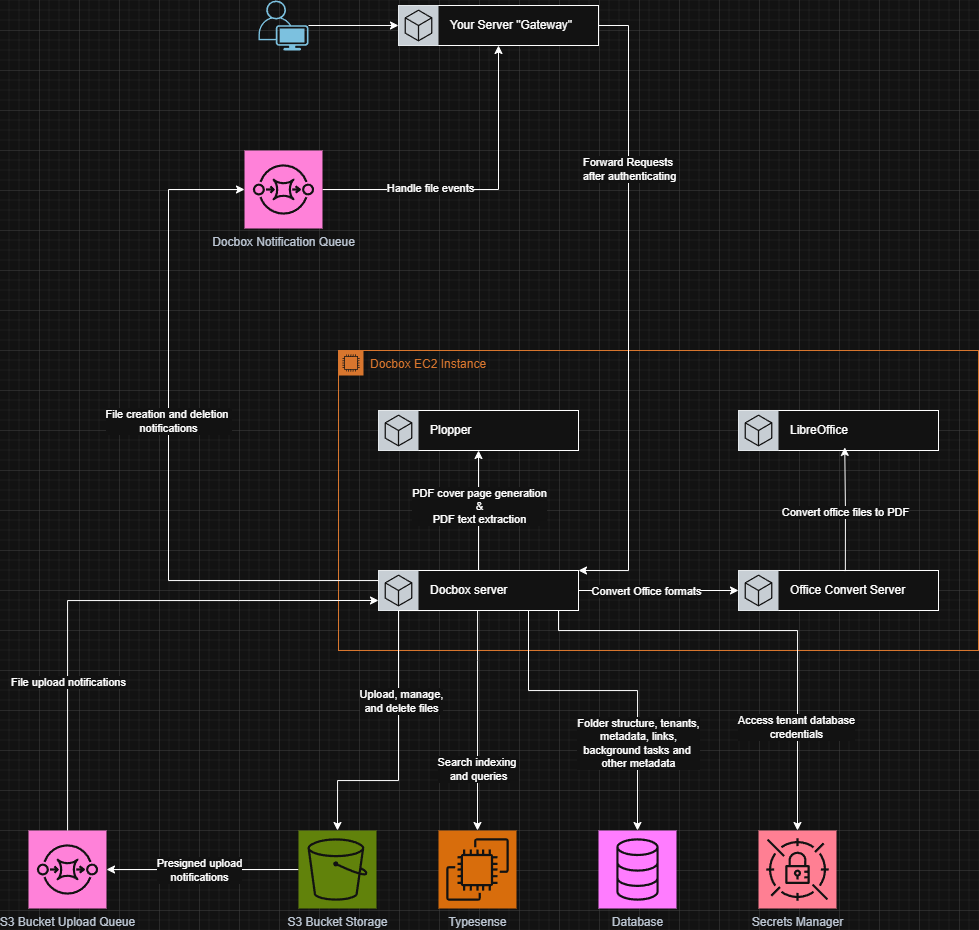 Your Server "Gateway"
Forward Requests
after authenticating
Handle file events
Docbox Notification Queue
Docbox EC2 Instance
File creation and deletion
notifications
Plopper
LibreOffice
PDF cover page generation
&
PDF text extraction
Convert office files to PDF
Docbox server
Convert Office formats
Office Convert Server
File upload notifications
Upload, manage,
and delete files
Search indexing
and queries
Folder structure, tenants,
metadata, links,
background tasks and
other metadata
Access tenant database
credentials
Presigned upload
notifications
S3 Bucket Upload Queue
S3 Bucket Storage
Typesense
Database
Secrets Manager